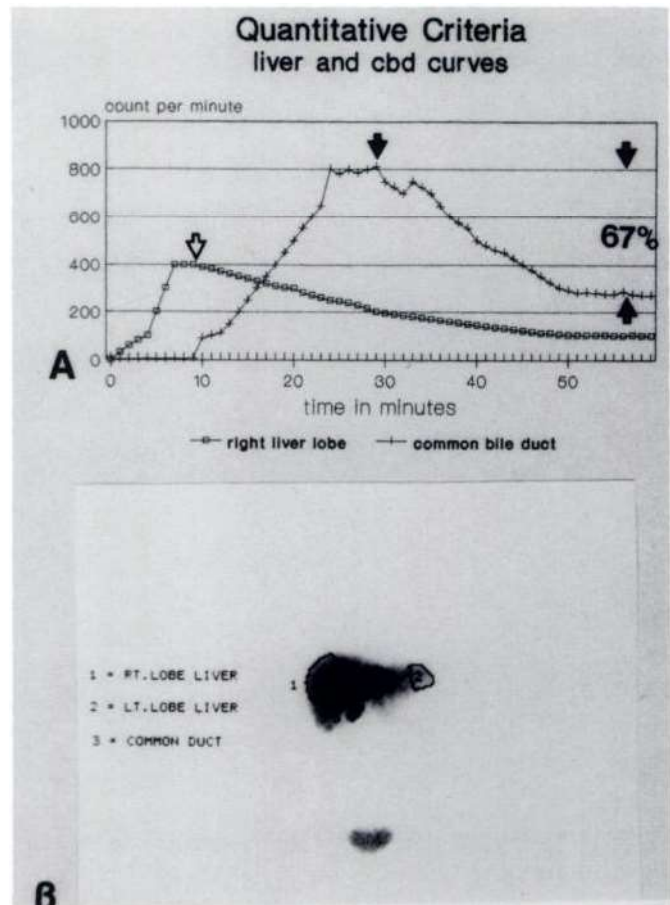 Quantitative Criteria
liver and cbd curves
count per minute
1000
800
600
400
200
0
67%
A
0 10 20 30 40 50
time in minutes
right liver lobe common bile duct
1 = RT.LOBE LIVER
2 = LT.LOBE LIVER
3 = COMMON DUCT
1
2
B